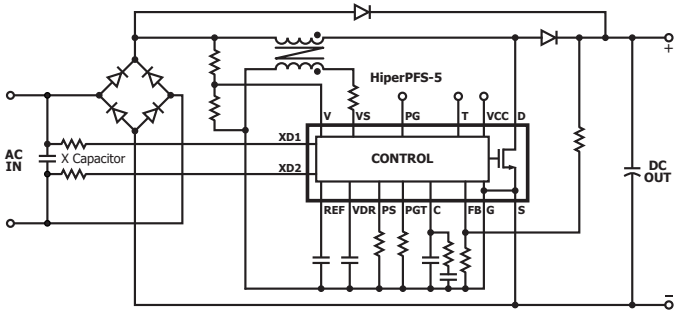 +
HiperPFS-5
V
VS
PG
T
VCC
D
XD1
AC
IN
X Capacitor
CONTROL
XD2
DC
OUT
REF
VDR
PS
PGT
C
FB
G
S
–